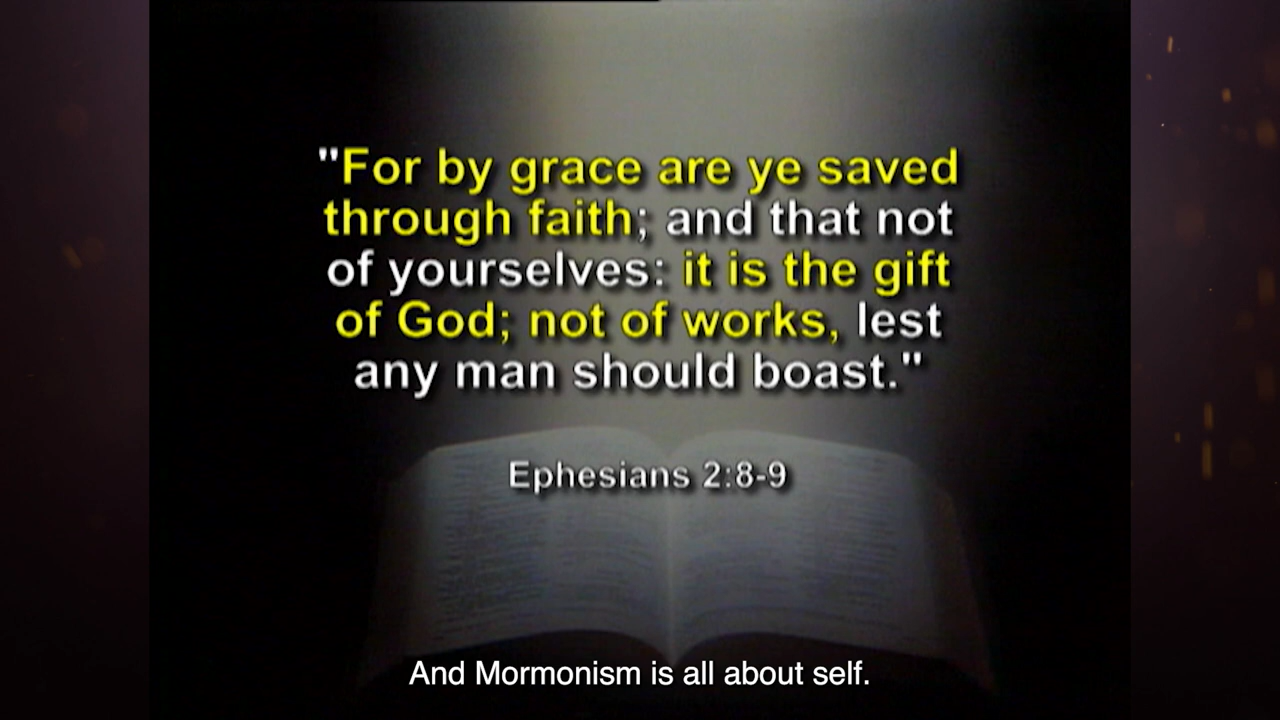 "For by grace are ye saved
through faith; and that not
of yourselves: it is the gift
of God; not of works, lest
any man should boast."
Ephesians 2:8-9
And Mormonism is all about self.